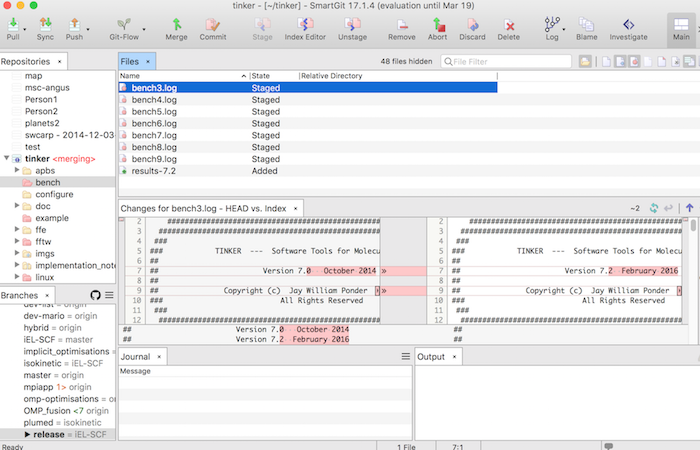 tinker - [~/tinker] - SmartGit 17.1.4 (evaluation until Mar 19)
Pull Sync Push Git-Flow Merge Commit Stage Index Editor Unstage Remove Abort Discard Delete Log Blame Investigate Main
Repositories ×
map
msc-angus
Person1
Person2
planets2
swcarp - 2014-12-03
test
tinker <merging>
apbs
bench
configure
doc
example
ffe
fftw
imgs
implementation_note
linux
Files × 48 files hidden File Filter
Name State Relative Directory
bench3.log Staged
bench4.log Staged
bench5.log Staged
bench6.log Staged
bench7.log Staged
bench8.log Staged
bench9.log Staged
results-7.2 Added
Changes for bench3.log - HEAD vs. Index × ~2
2 ##########################################
3 ############################################
4 ###
5 ### TINKER --- Software Tools for Molecu
6 ##
7 ## Version 7.0 October 2014 »
8 ##
9 ## Copyright (c) Jay William Ponder »
10 ### All Rights Reserved
11 ###
12 ############################################
2 ##########################################
3 ############################################
4 ###
5 ### TINKER --- Software Tools for Molecu
6 ##
7 ## Version 7.2 February 2016
8 ##
9 ## Copyright (c) Jay William Ponder
10 ### All Rights Reserved
11 ###
12 ############################################
## Version 7.0 October 2014 ##
## Version 7.2 February 2016 ##
Branches ×
dev-mario = origin
hybrid = origin
iEL-SCF = master
implicit_optimisations = origin
isokinetic = iEL-SCF
master = origin
mpiapp 1> = origin
omp-optimisations = origin
OMP_fusion <7 origin
plumed = isokinetic
release = iEL-SCF
Journal ×
Message
Output ×
Ready 1 File 7:1